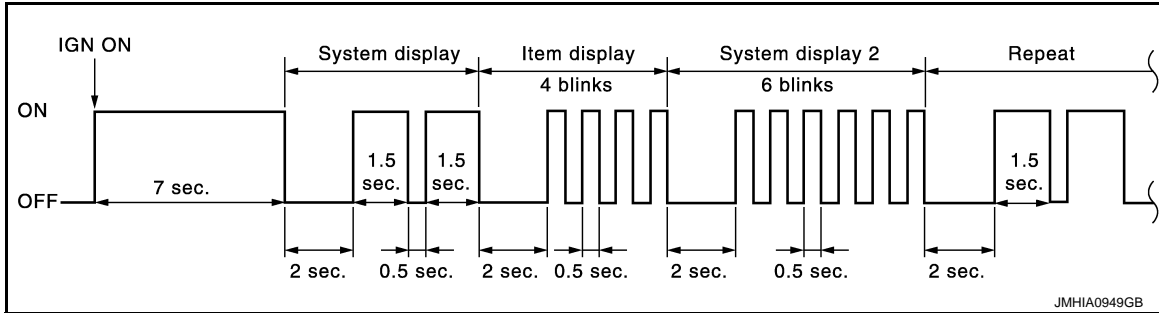 IGN ON
System display
Item display
System display 2
Repeat
4 blinks
6 blinks
ON
1.5 sec.
1.5 sec.
1.5 sec.
7 sec.
OFF
2 sec.
0.5 sec.
2 sec.
0.5 sec.
2 sec.
0.5 sec.
2 sec.
JMHIA0949GB